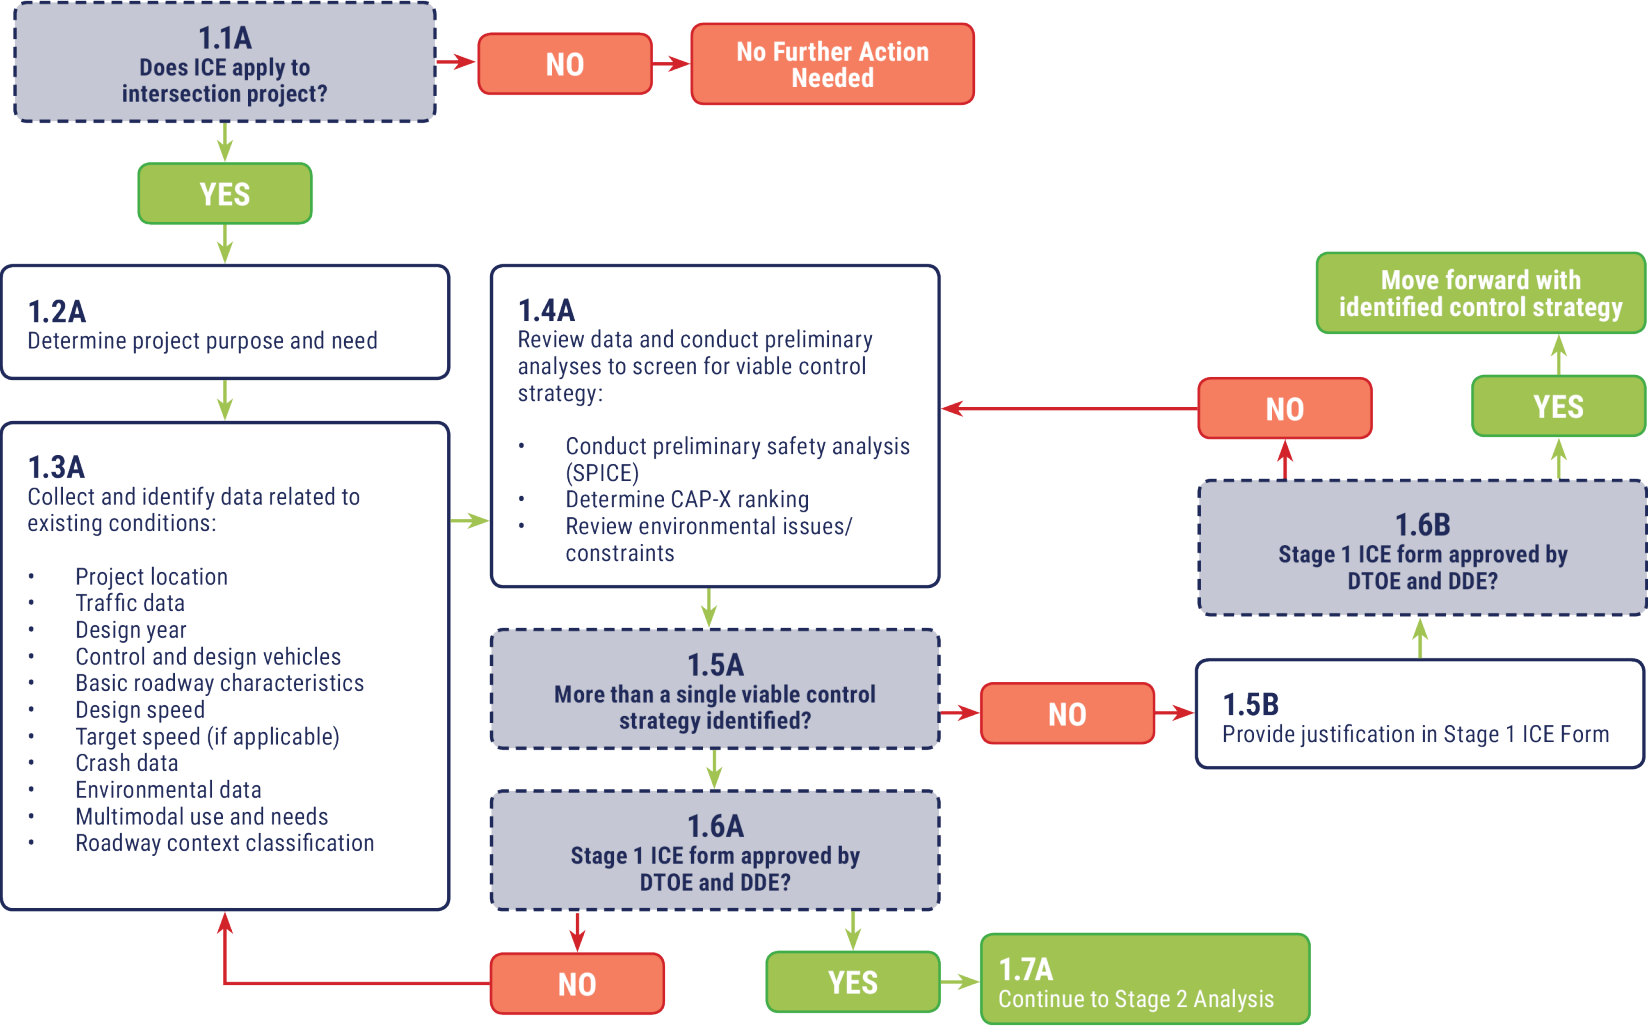 1.1A
Does ICE apply to
intersection project?
NO
No Further Action
Needed
YES
1.2A
Determine project purpose and need
1.3A
Collect and identify data related to
existing conditions:
• Project location
• Traffic data
• Design year
• Control and design vehicles
• Basic roadway characteristics
• Design speed
• Target speed (if applicable)
• Crash data
• Environmental data
• Multimodal use and needs
• Roadway context classification
1.4A
Review data and conduct preliminary
analyses to screen for viable control
strategy:
• Conduct preliminary safety analysis
(SPICE)
• Determine CAP-X ranking
• Review environmental issues/
constraints
1.5A
More than a single viable control
strategy identified?
NO
1.5B
Provide justification in Stage 1 ICE Form
1.6B
Stage 1 ICE form approved by
DTOE and DDE?
NO
YES
Move forward with
identified control strategy
1.6A
Stage 1 ICE form approved by
DTOE and DDE?
NO
YES
1.7A
Continue to Stage 2 Analysis